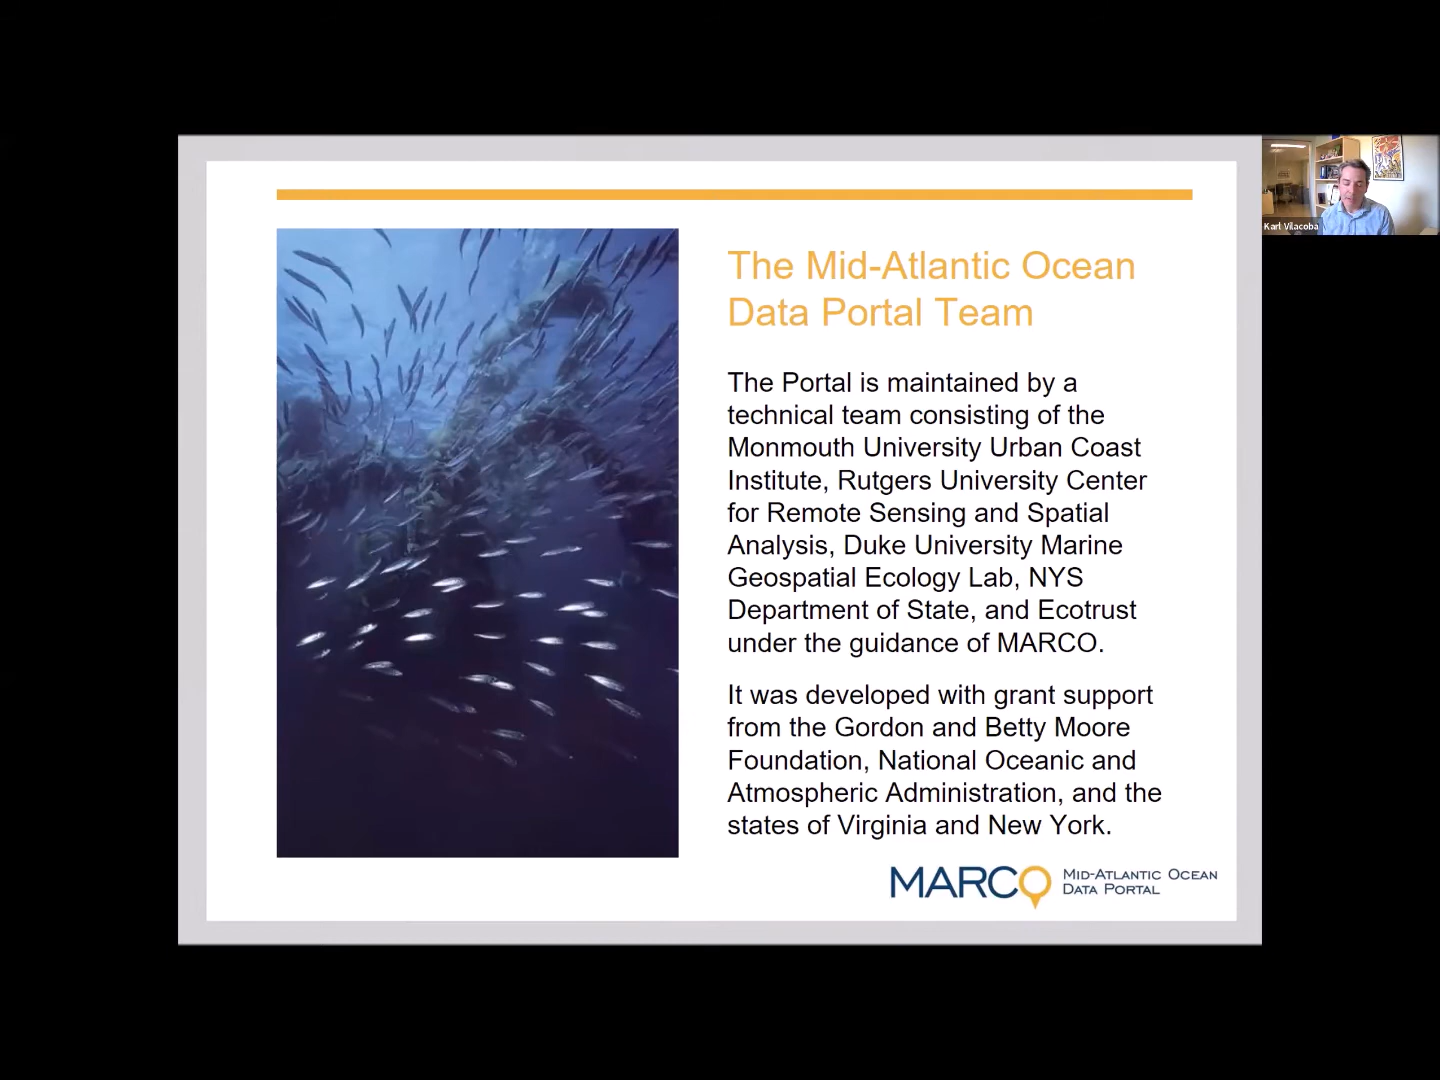 Karl Vilacoba
The Mid-Atlantic Ocean
Data Portal Team
The Portal is maintained by a
technical team consisting of the
Monmouth University Urban Coast
Institute, Rutgers University Center
for Remote Sensing and Spatial
Analysis, Duke University Marine
Geospatial Ecology Lab, NYS
Department of State, and Ecotrust
under the guidance of MARCO.
It was developed with grant support
from the Gordon and Betty Moore
Foundation, National Oceanic and
Atmospheric Administration, and the
states of Virginia and New York.
MARCO
MID-ATLANTIC OCEAN
DATA PORTAL